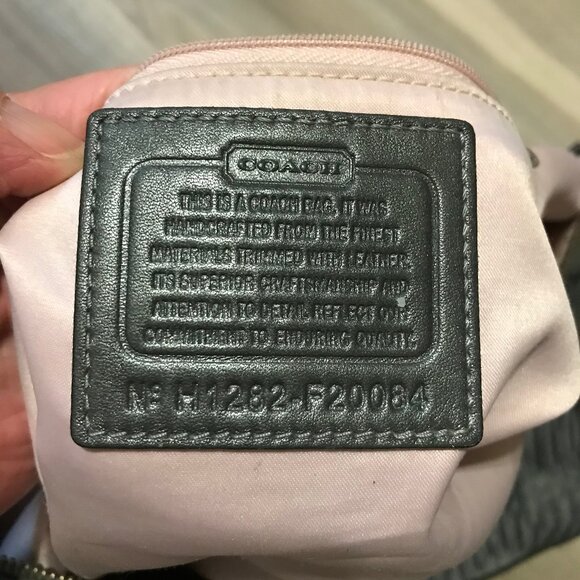 COACH
THIS IS A COACH BAG. IT WAS
HANDCRAFTED FROM THE FINEST
MATERIALS TRIMMED WITH LEATHER.
ITS SUPERIOR CRAFTSMANSHIP AND
ATTENTION TO DETAIL REFLECT OUR
COMMITMENT TO ENDURING QUALITY.
Nº H1282-F20084